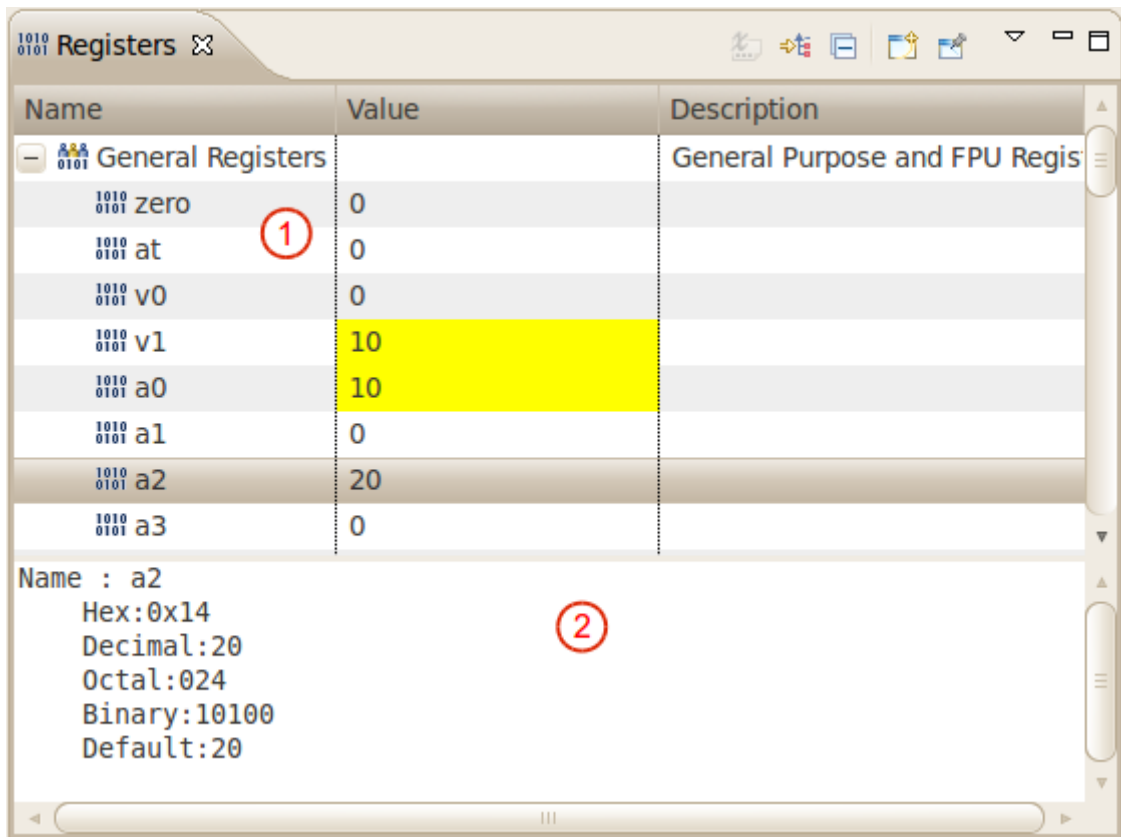 Registers
Name Value Description
General Registers General Purpose and FPU Regis
zero 0
1
at 0
v0 0
v1 10
a0 10
a1 0
a2 20
a3 0
Name : a2
Hex:0x14
2
Decimal:20
Octal:024
Binary:10100
Default:20